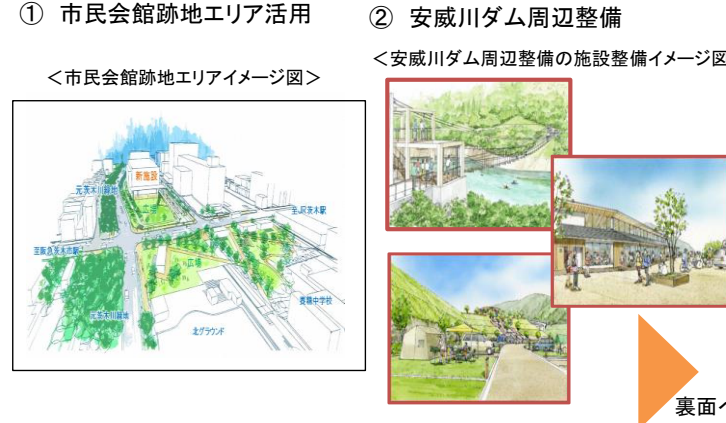 ① 市民会館跡地エリア活用
② 安威川ダム周辺整備
＜市民会館跡地エリアイメージ図＞
＜安威川ダム周辺整備の施設整備イメージ図
新施設
元茨木川緑地
広場
至JR茨木駅
至阪急茨木市駅
広場
養精中学校
元茨木川緑地
北グラウンド
裏面へ